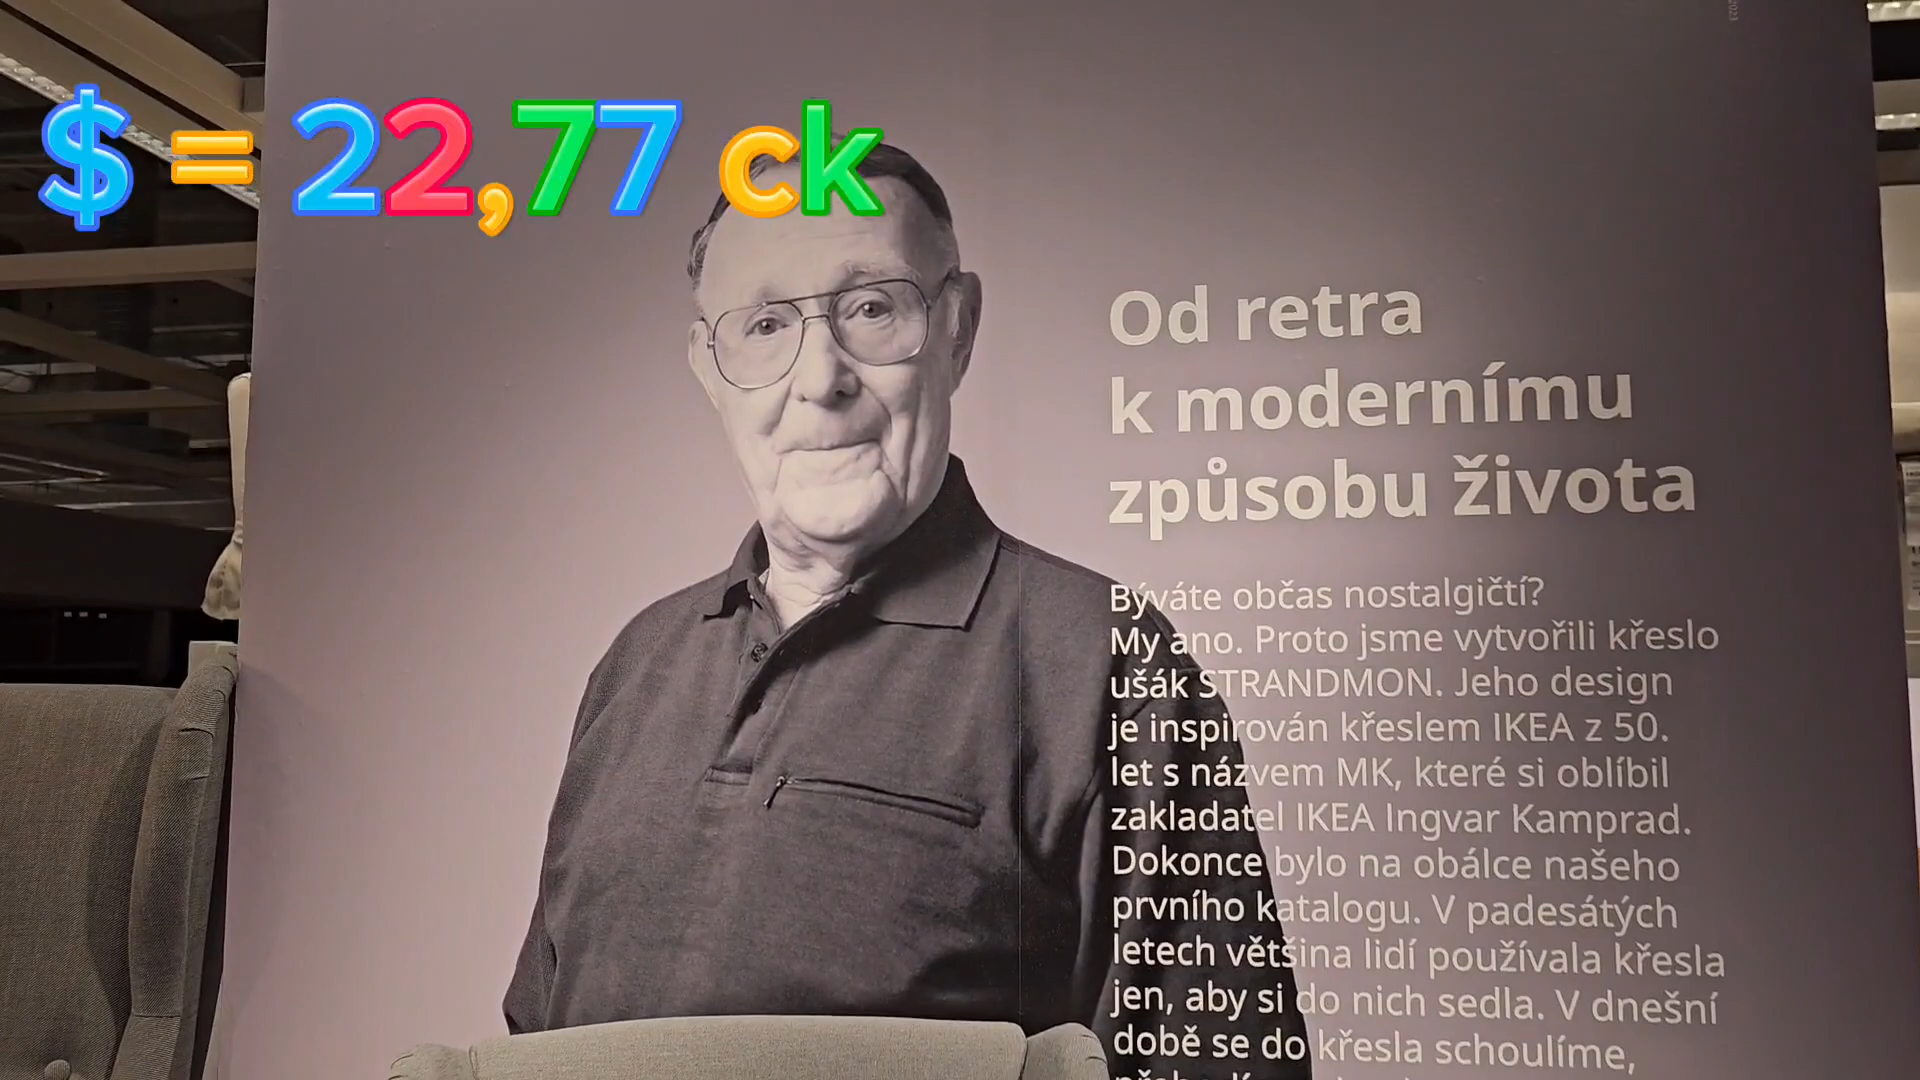 $ = 22,77 ck
Od retra
k modernímu
způsobu života
Býváte občas nostalgičtí?
My ano. Proto jsme vytvořili křeslo
ušák STRANDMON. Jeho design
je inspirován křeslem IKEA z 50.
let s názvem MK, které si oblíbil
zakladatel IKEA Ingvar Kamprad.
Dokonce bylo na obálce našeho
prvního katalogu. V padesátých
letech většina lidí používala křesla
jen, aby si do nich sedla. V dnešní
době se do křesla schoulíme,